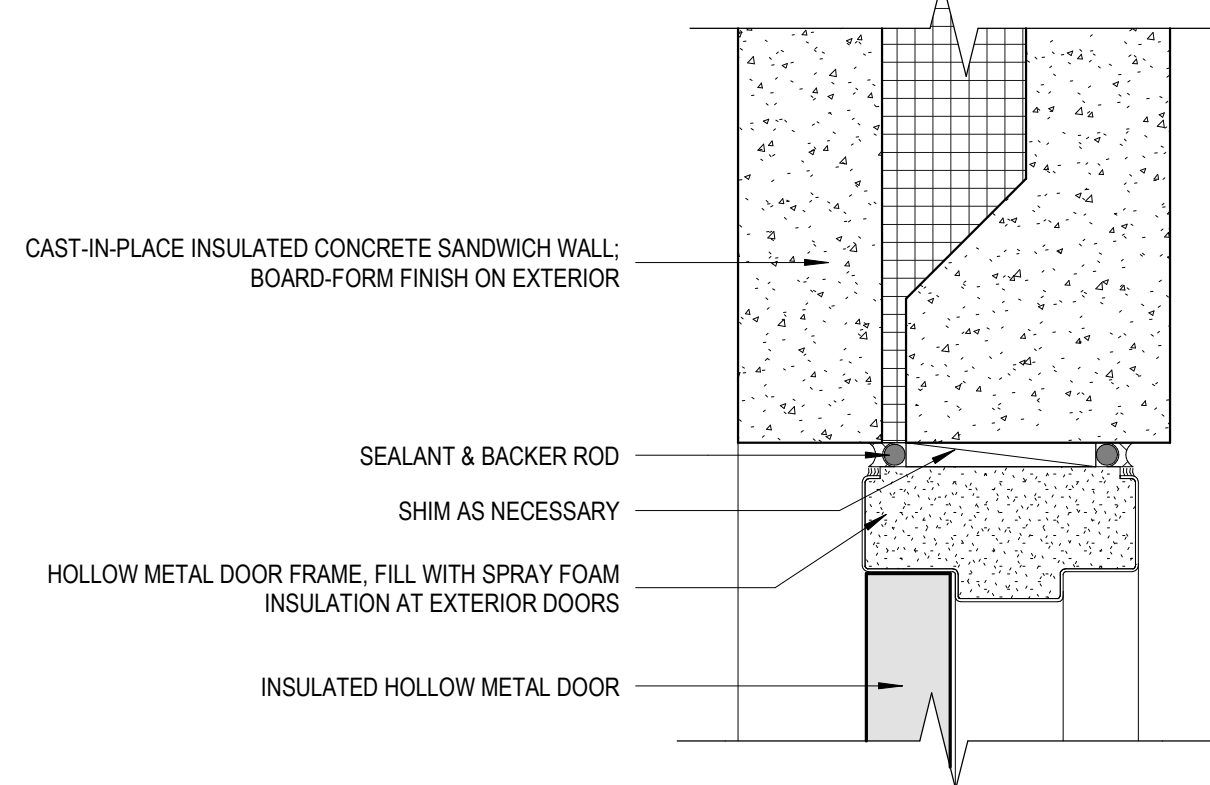 CAST-IN-PLACE INSULATED CONCRETE SANDWICH WALL;
BOARD-FORM FINISH ON EXTERIOR
SEALANT & BACKER ROD
SHIM AS NECESSARY
HOLLOW METAL DOOR FRAME, FILL WITH SPRAY FOAM
INSULATION AT EXTERIOR DOORS
INSULATED HOLLOW METAL DOOR